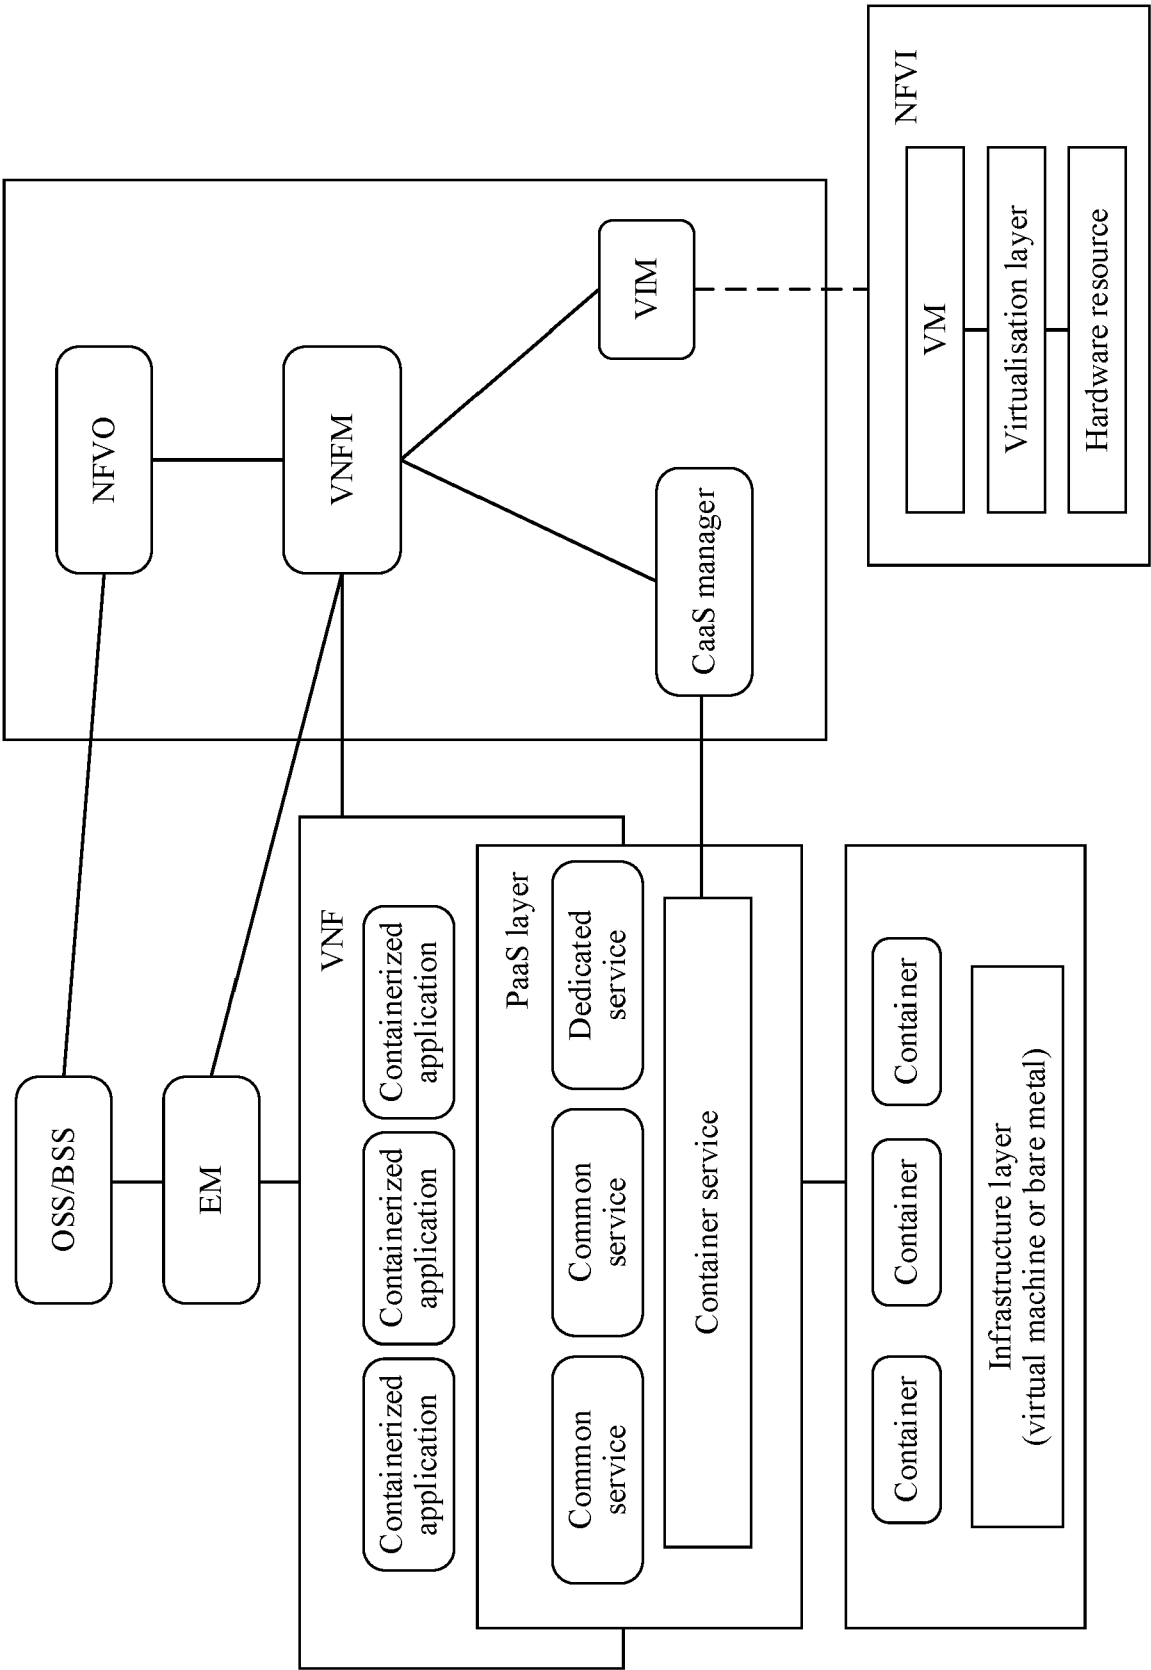 OSS/BSS
NFVO
EM
VNFM
VNF
Containerized
application
Containerized
application
Containerized
application
PaaS layer
Common
service
Common
service
Dedicated
service
Container service
CaaS manager
VIM
Container
Container
Container
Infrastructure layer
(virtual machine or bare metal)
NFVI
VM
Virtualisation layer
Hardware resource